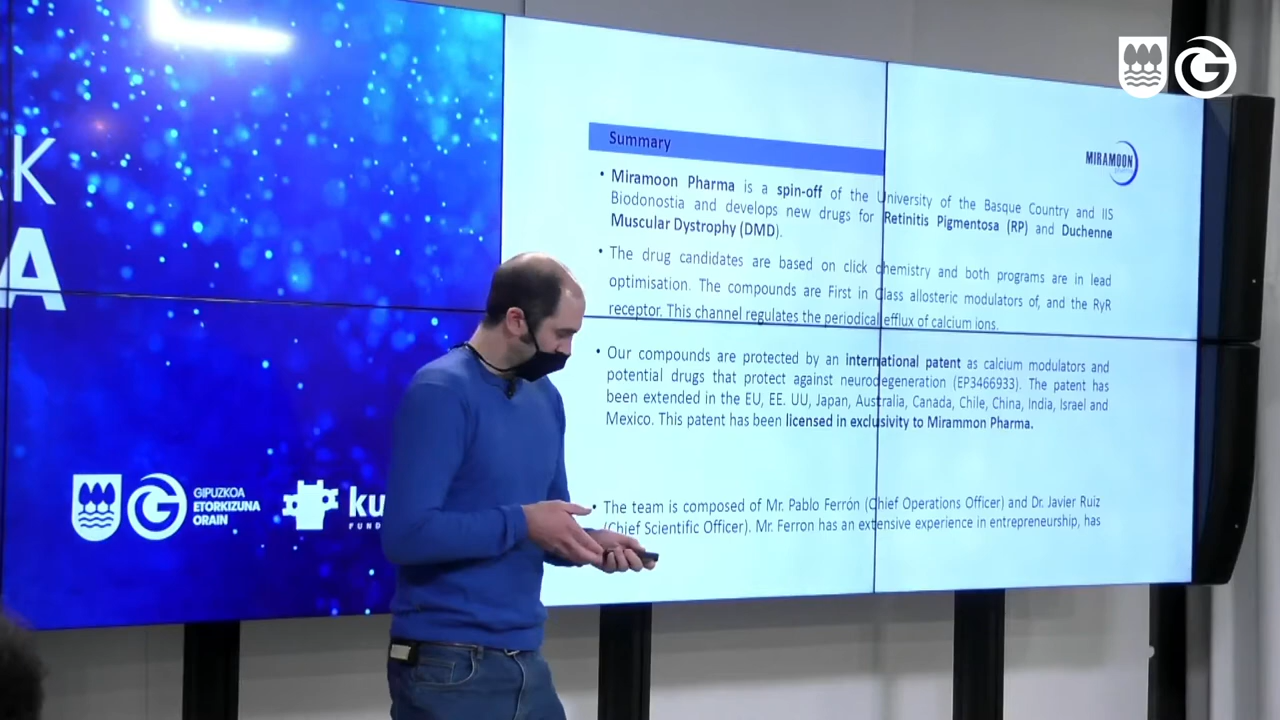 K
A
GIPUZKOA
ETORKIZUNA
ORAIN
ku
FUND
G
Summary
MIRAMOON
• Miramoon Pharma is a spin-off of the University of the Basque Country and IIS
Biodonostia and develops new drugs for Retinitis Pigmentosa (RP) and Duchenne
Muscular Dystrophy (DMD).
• The drug candidates are based on click chemistry and both programs are in lead
optimisation. The compounds are First in Class allosteric modulators of, and the RyR
receptor. This channel regulates the periodical efflux of calcium ions.
• Our compounds are protected by an international patent as calcium modulators and
potential drugs that protect against neurodegeneration (EP3466933). The patent has
been extended in the EU, EE. UU, Japan, Australia, Canada, Chile, China, India, Israel and
Mexico. This patent has been licensed in exclusivity to Mirammon Pharma.
• The team is composed of Mr. Pablo Ferrón (Chief Operations Officer) and Dr. Javier Ruiz
(Chief Scientific Officer). Mr. Ferron has an extensive experience in entrepreneurship, has